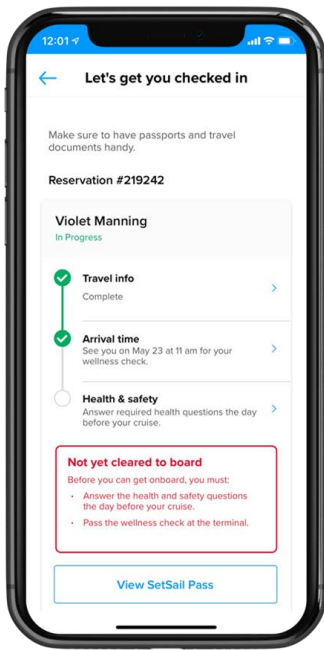 12:01
Let's get you checked in
Make sure to have passports and travel
documents handy.
Reservation #219242
Violet Manning
In Progress
Travel info
Complete
Arrival time
See you on May 23 at 11 am for your
wellness check.
Health & safety
Answer required health questions the day
before your cruise.
Not yet cleared to board
Before you can get onboard, you must:
• Answer the health and safety questions
the day before your cruise.
• Pass the wellness check at the terminal.
View SetSail Pass